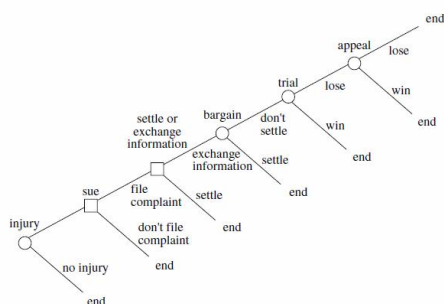 end
appeal
lose
trial
win
lose
end
bargain
don't
settle
settle or
exchange
information
win
end
exchange
information
settle
end
sue
file
complaint
settle
end
injury
don't file
complaint
end
no injury
end